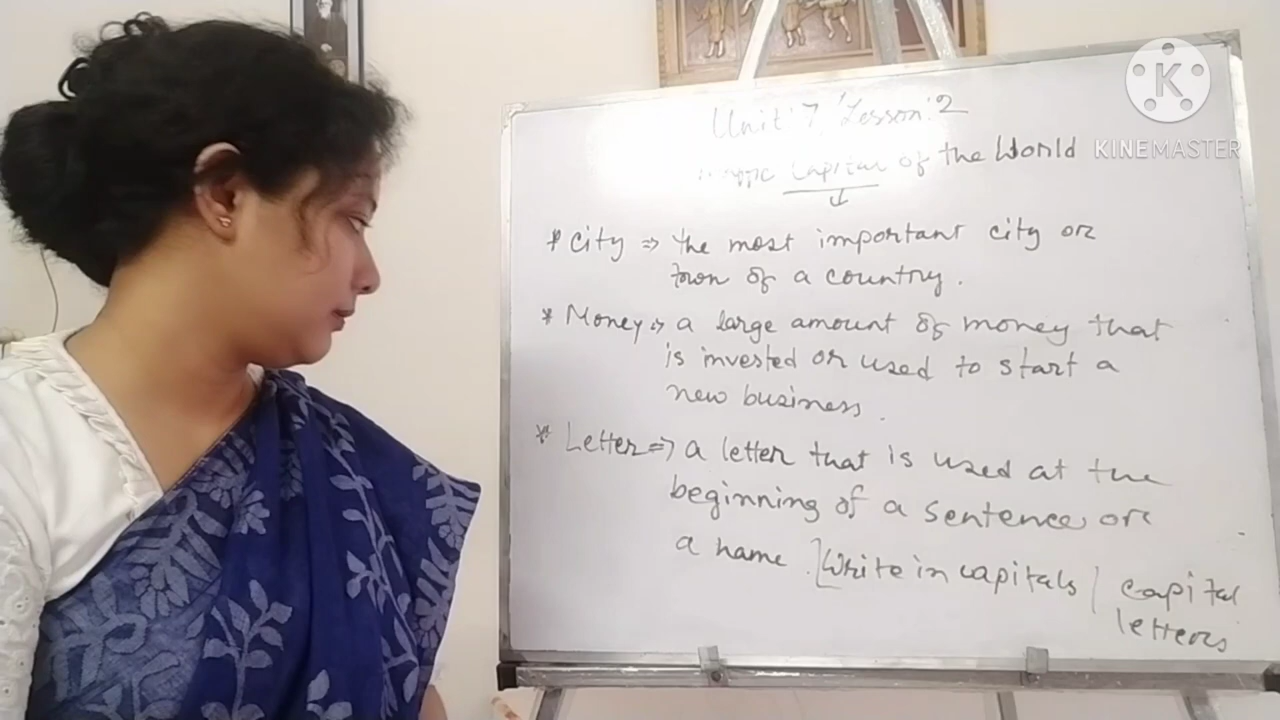 Unit: 7, Lesson: 2
Capital of the World
* City => the most important city or
town of a country.
* Money => a large amount of money that
is invested or used to start a
new business.
* Letter => a letter that is used at the
beginning of a sentence or
a name. [Write in capitals / capital
letters
KINEMASTER